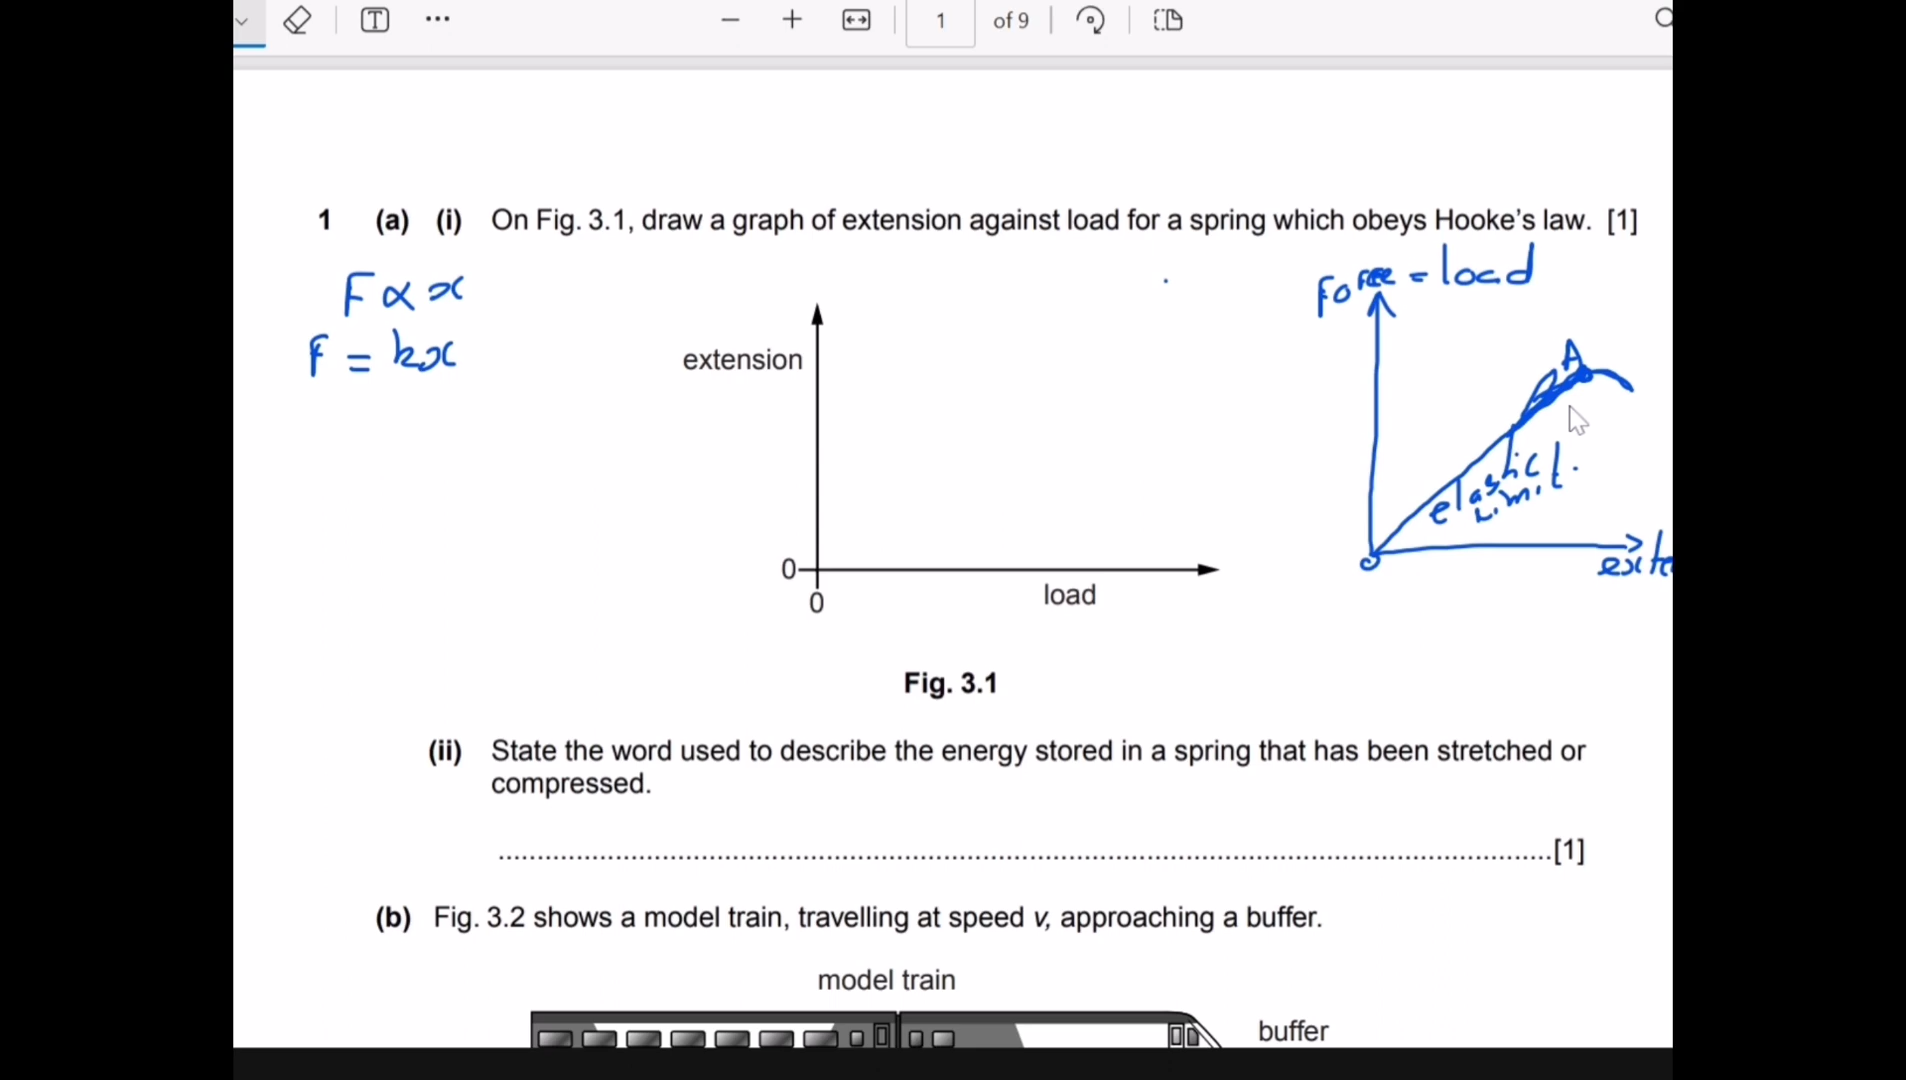 1
of 9
1 (a) (i) On Fig. 3.1, draw a graph of extension against load for a spring which obeys Hooke's law. [1]
F ∝ x
F = kx
extension
0
0
load
Force = load
A
elastic l.
limit
0
exte
Fig. 3.1
(ii) State the word used to describe the energy stored in a spring that has been stretched or
compressed.
..............................................................................................................................[1]
(b) Fig. 3.2 shows a model train, travelling at speed v, approaching a buffer.
model train
buffer